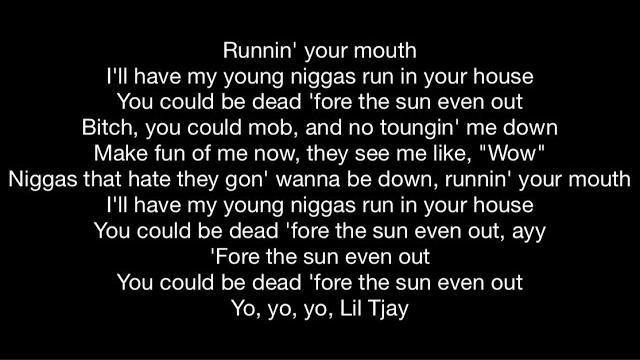 Runnin' your mouth
I'll have my young niggas run in your house
You could be dead 'fore the sun even out
Bitch, you could mob, and no toungin' me down
Make fun of me now, they see me like, "Wow"
Niggas that hate they gon' wanna be down, runnin' your mouth
I'll have my young niggas run in your house
You could be dead 'fore the sun even out, ayy
'Fore the sun even out
You could be dead 'fore the sun even out
Yo, yo, yo, Lil Tjay